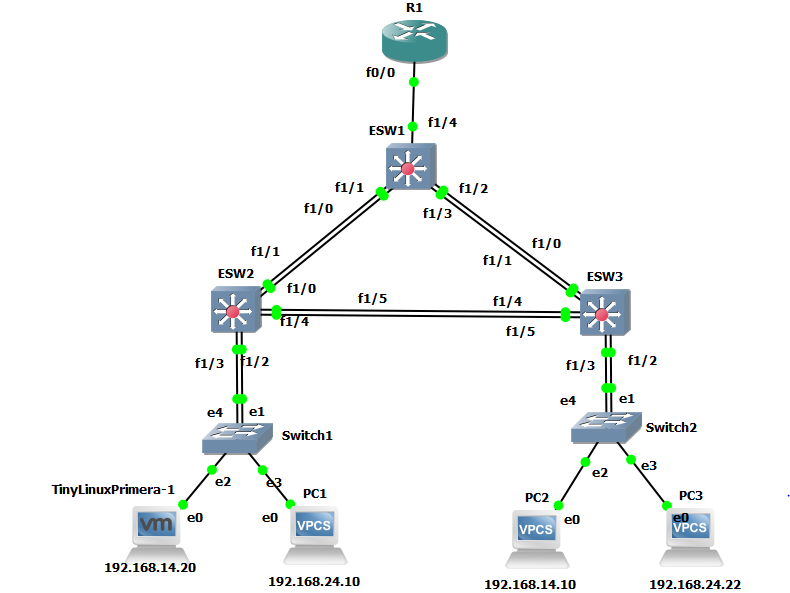 R1
f0/0
f1/4
ESW1
f1/1
f1/2
f1/0
f1/3
f1/1
f1/0
f1/1
ESW2
ESW3
f1/0
f1/5
f1/4
f1/4
f1/5
f1/3
f1/2
f1/3
f1/2
e4
e1
e4
e1
Switch1
Switch2
e2
e3
e2
e3
TinyLinuxPrimera-1
PC1
PC2
PC3
e0
e0
e0
e0
vm
VPCS
VPCS
VPCS
192.168.14.20
192.168.24.10
192.168.14.10
192.168.24.22